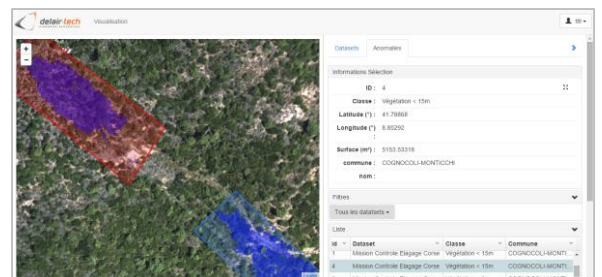 delair-tech
Visualisation
Datasets
Anomalies
Informations Sélection
ID : 4
Classe : Végétation < 15m
Latitude (°) : 41.78868
Longitude (°) : 8.85292
Surface (m²) : 5153.53316
commune : COGNOCOLI-MONTICCHI
nom :
Filtres
Tous les datasets
Liste
Id Dataset Classe Commune
1 Mission Controle Elagage Corse Végétation < 15m COGNOCOLI-MONTI...
4 Mission Controle Elagage Corse Végétation < 15m COGNOCOLI-MONTI...